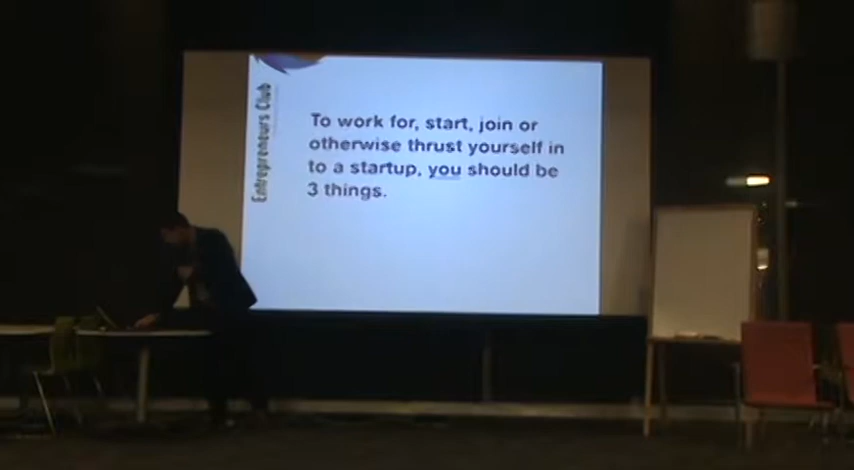 Entrepreneurs Club
To work for, start, join or
otherwise thrust yourself in
to a startup, you should be
3 things.